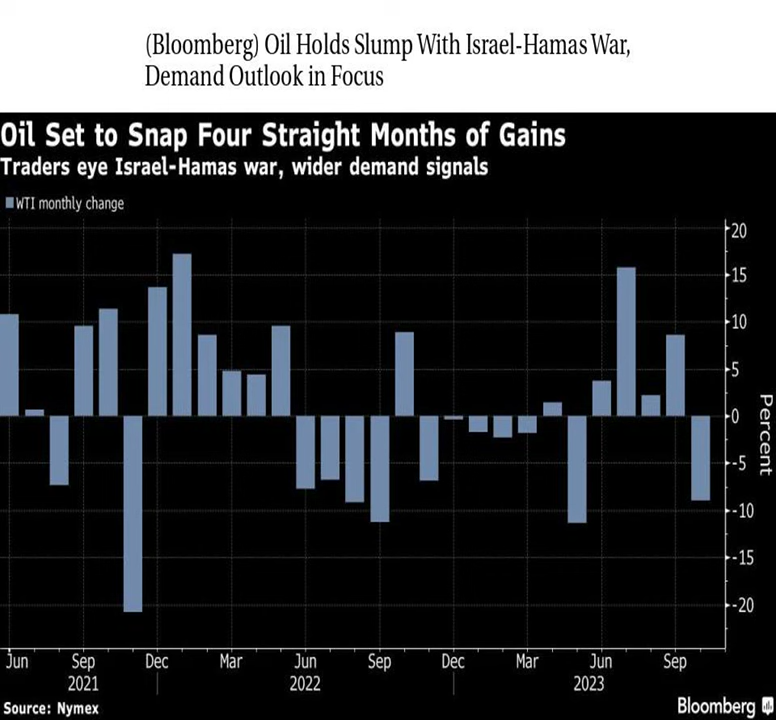 (Bloomberg) Oil Holds Slump With Israel-Hamas War,
Demand Outlook in Focus
Oil Set to Snap Four Straight Months of Gains
Traders eye Israel-Hamas war, wider demand signals
WTI monthly change
20
15
10
5
0
-5
-10
-15
-20
Percent
Jun Sep Dec Mar Jun Sep Dec Mar Jun Sep
2021 2022 2023
Source: Nymex
Bloomberg